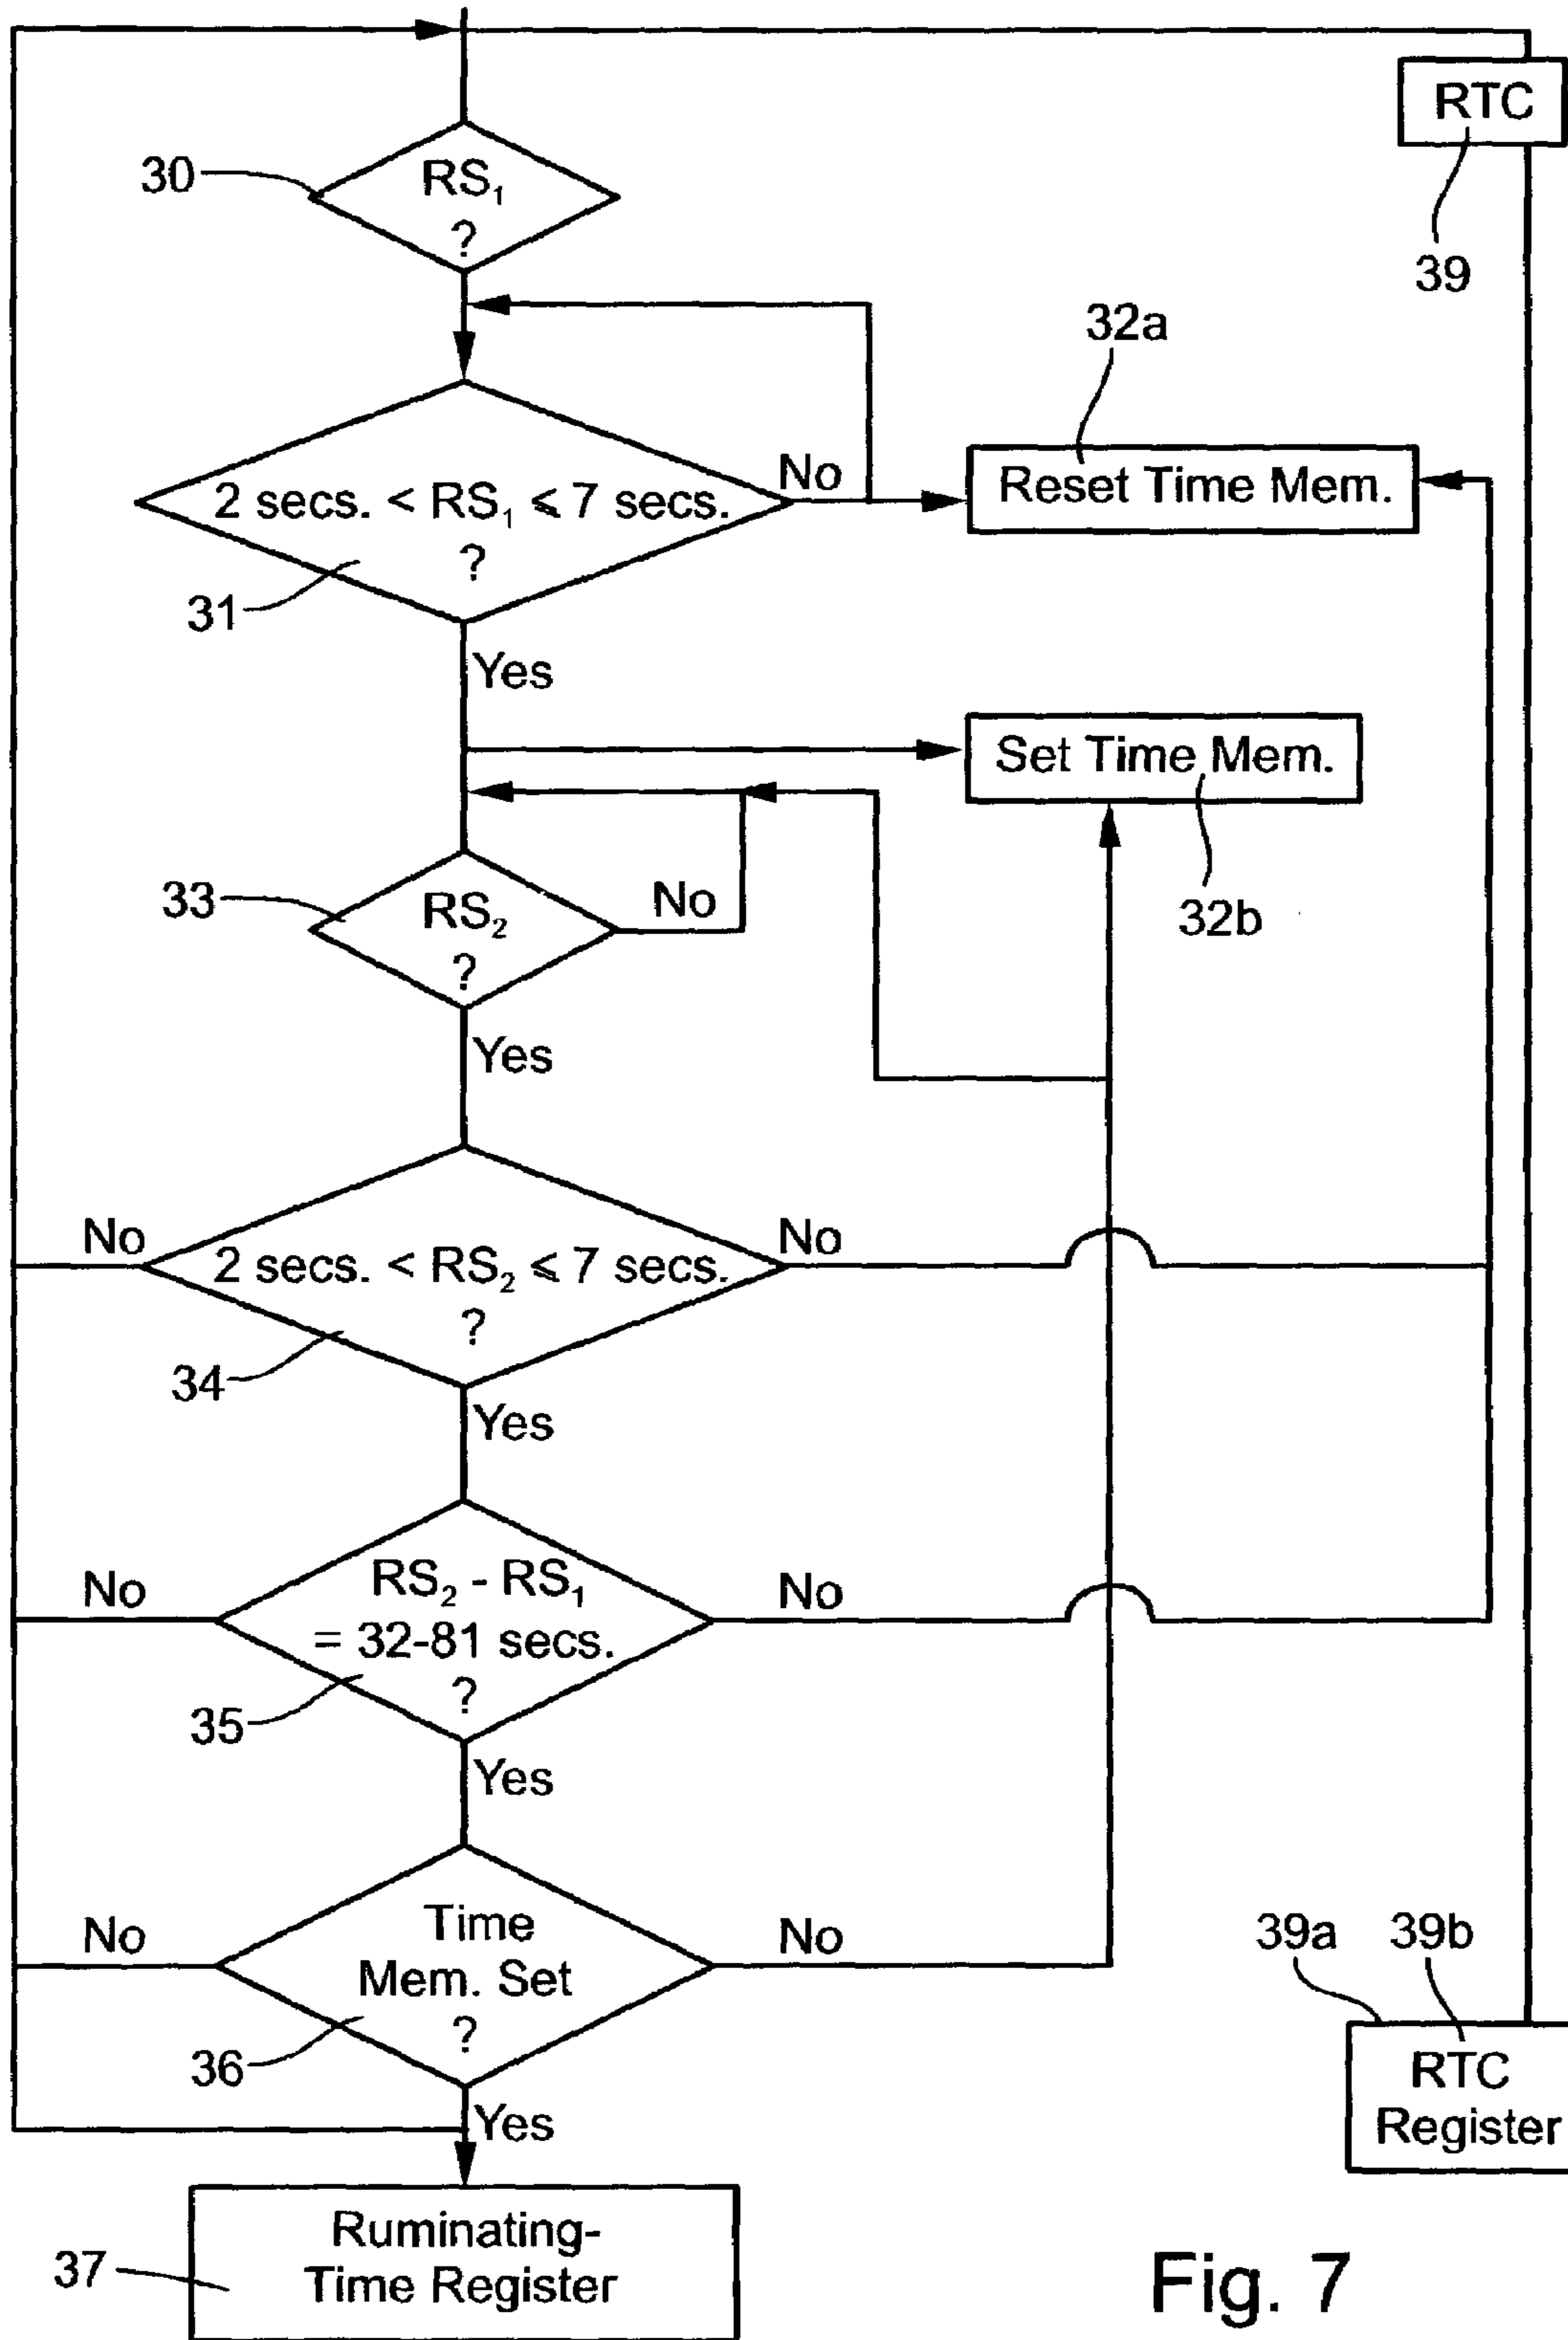 RTC
39
30
RS₁
?
32a
2 secs. < RS₁ ⩽ 7 secs.
?
No
Reset Time Mem.
31
Yes
Set Time Mem.
32b
33
RS₂
?
No
Yes
No
2 secs. < RS₂ ⩽ 7 secs.
?
No
34
Yes
No
RS₂ - RS₁
= 32-81 secs.
?
No
35
Yes
No
Time
Mem. Set
?
No
36
Yes
39a
39b
RTC
Register
37
Ruminating-
Time Register
Fig. 7